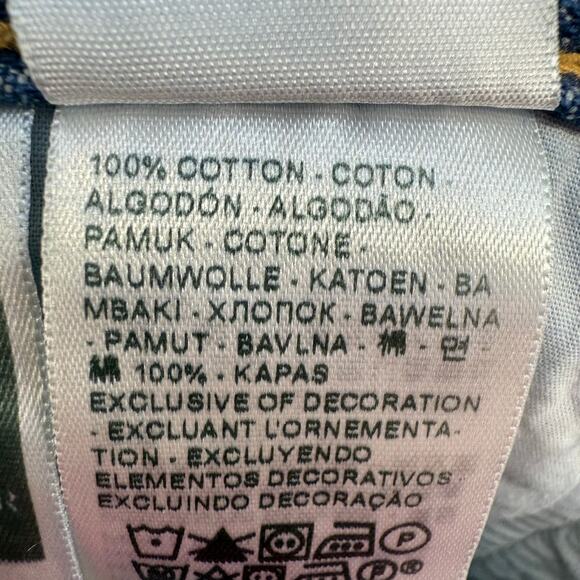 100% COTTON - COTON -
ALGODÓN - ALGODÃO -
PAMUK - COTONE -
BAUMWOLLE - KATOEN - BA
MBAKI - ХЛОПОК - BAWELNA
- PAMUT - BAVLNA - 棉 - 면 -
綿 100% - KAPAS
EXCLUSIVE OF DECORATION
- EXCLUANT L'ORNEMENTA-
TION - EXCLUYENDO
ELEMENTOS DECORATIVOS -
EXCLUINDO DECORAÇÃO
P